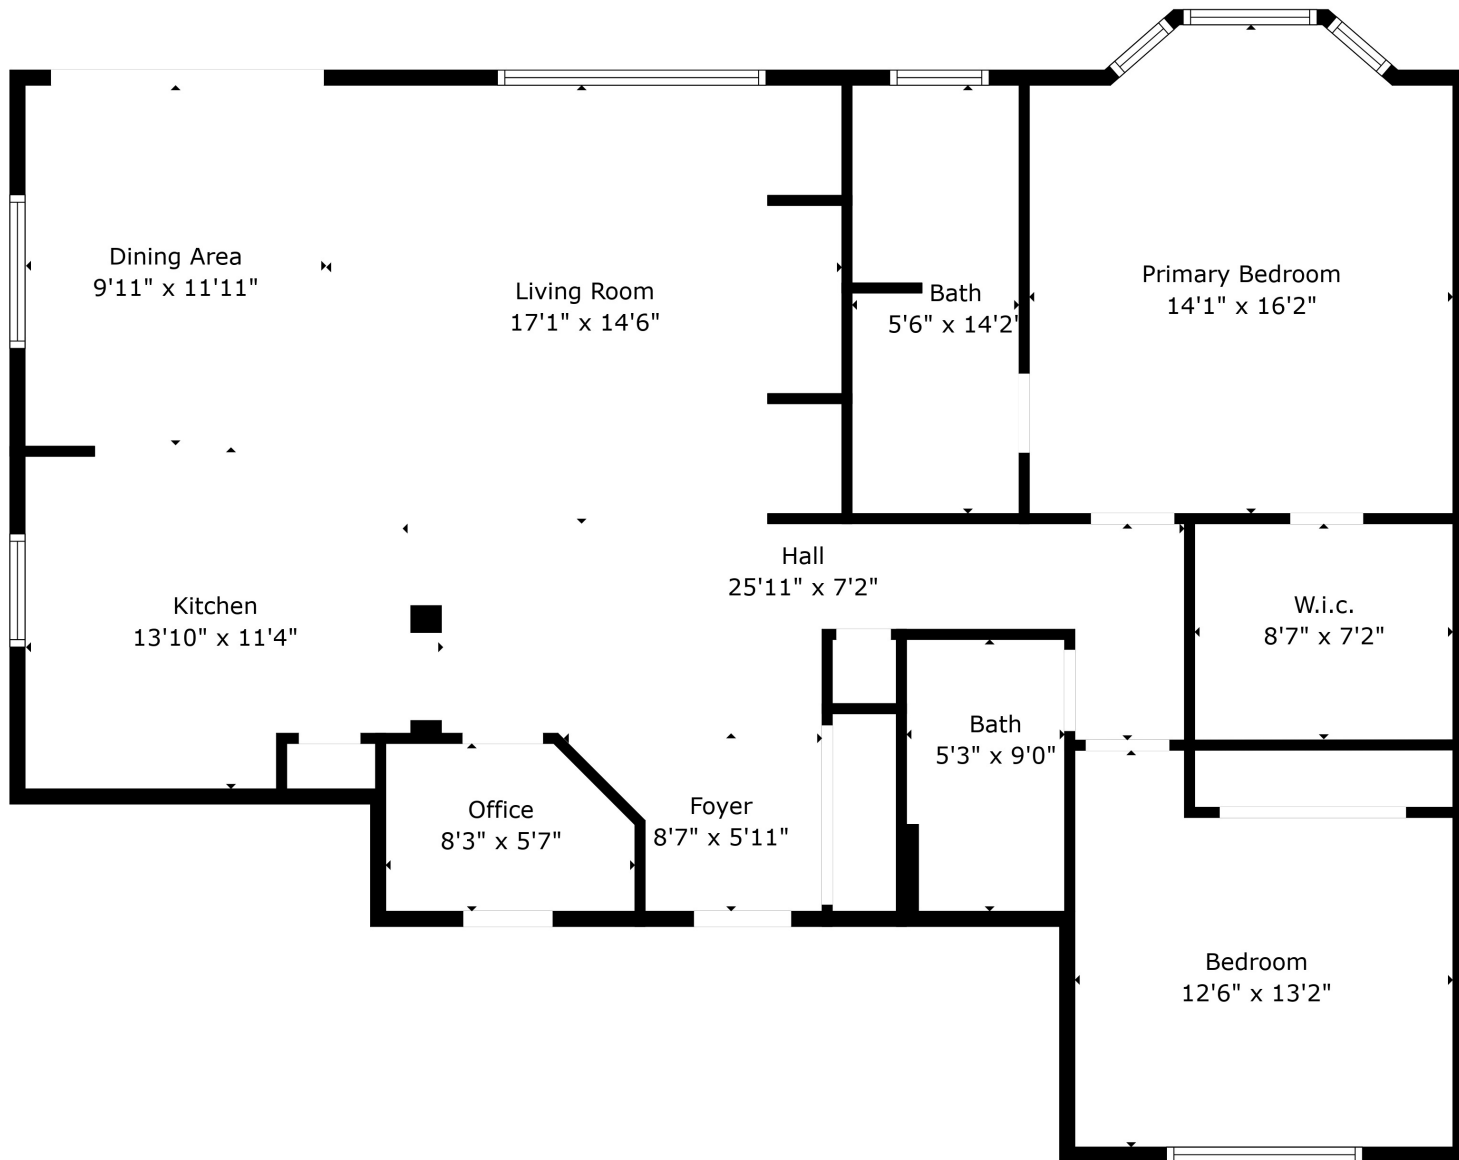 Dining Area
9'11" x 11'11"
Living Room
17'1" x 14'6"
Bath
5'6" x 14'2"
Primary Bedroom
14'1" x 16'2"
Hall
25'11" x 7'2"
Kitchen
13'10" x 11'4"
W.i.c.
8'7" x 7'2"
Bath
5'3" x 9'0"
Office
8'3" x 5'7"
Foyer
8'7" x 5'11"
Bedroom
12'6" x 13'2"